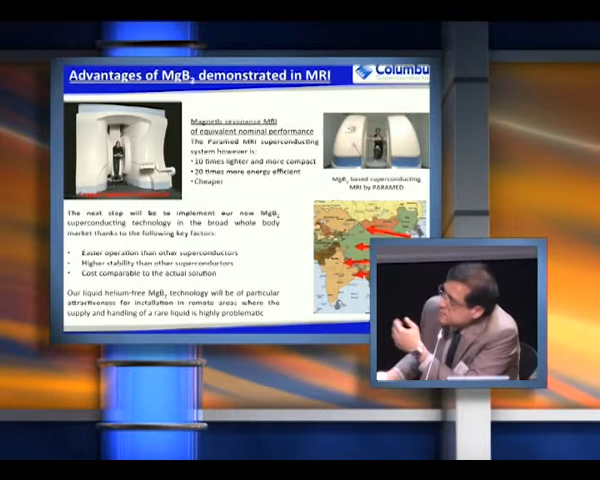 Advantages of MgB2 demonstrated in MRI
Columbu
Magnetic resonance MRI
of equivalent nominal performance
The Paramed MRI superconducting
system however is:
• 10 times lighter and more compact
• 20 times more energy efficient
• Cheaper
MgB2 based superconducting
MRI by PARAMED
The next step will be to implement our new MgB2
superconducting technology in the broad whole body
market thanks to the following key factors:
• Easier operation than other superconductors
• Higher stability than other superconductors
• Cost comparable to the actual solution
Our liquid helium-free MgB2 technology will be of particular
attractiveness for installation in remote areas where the
supply and handling of a rare liquid is highly problematic